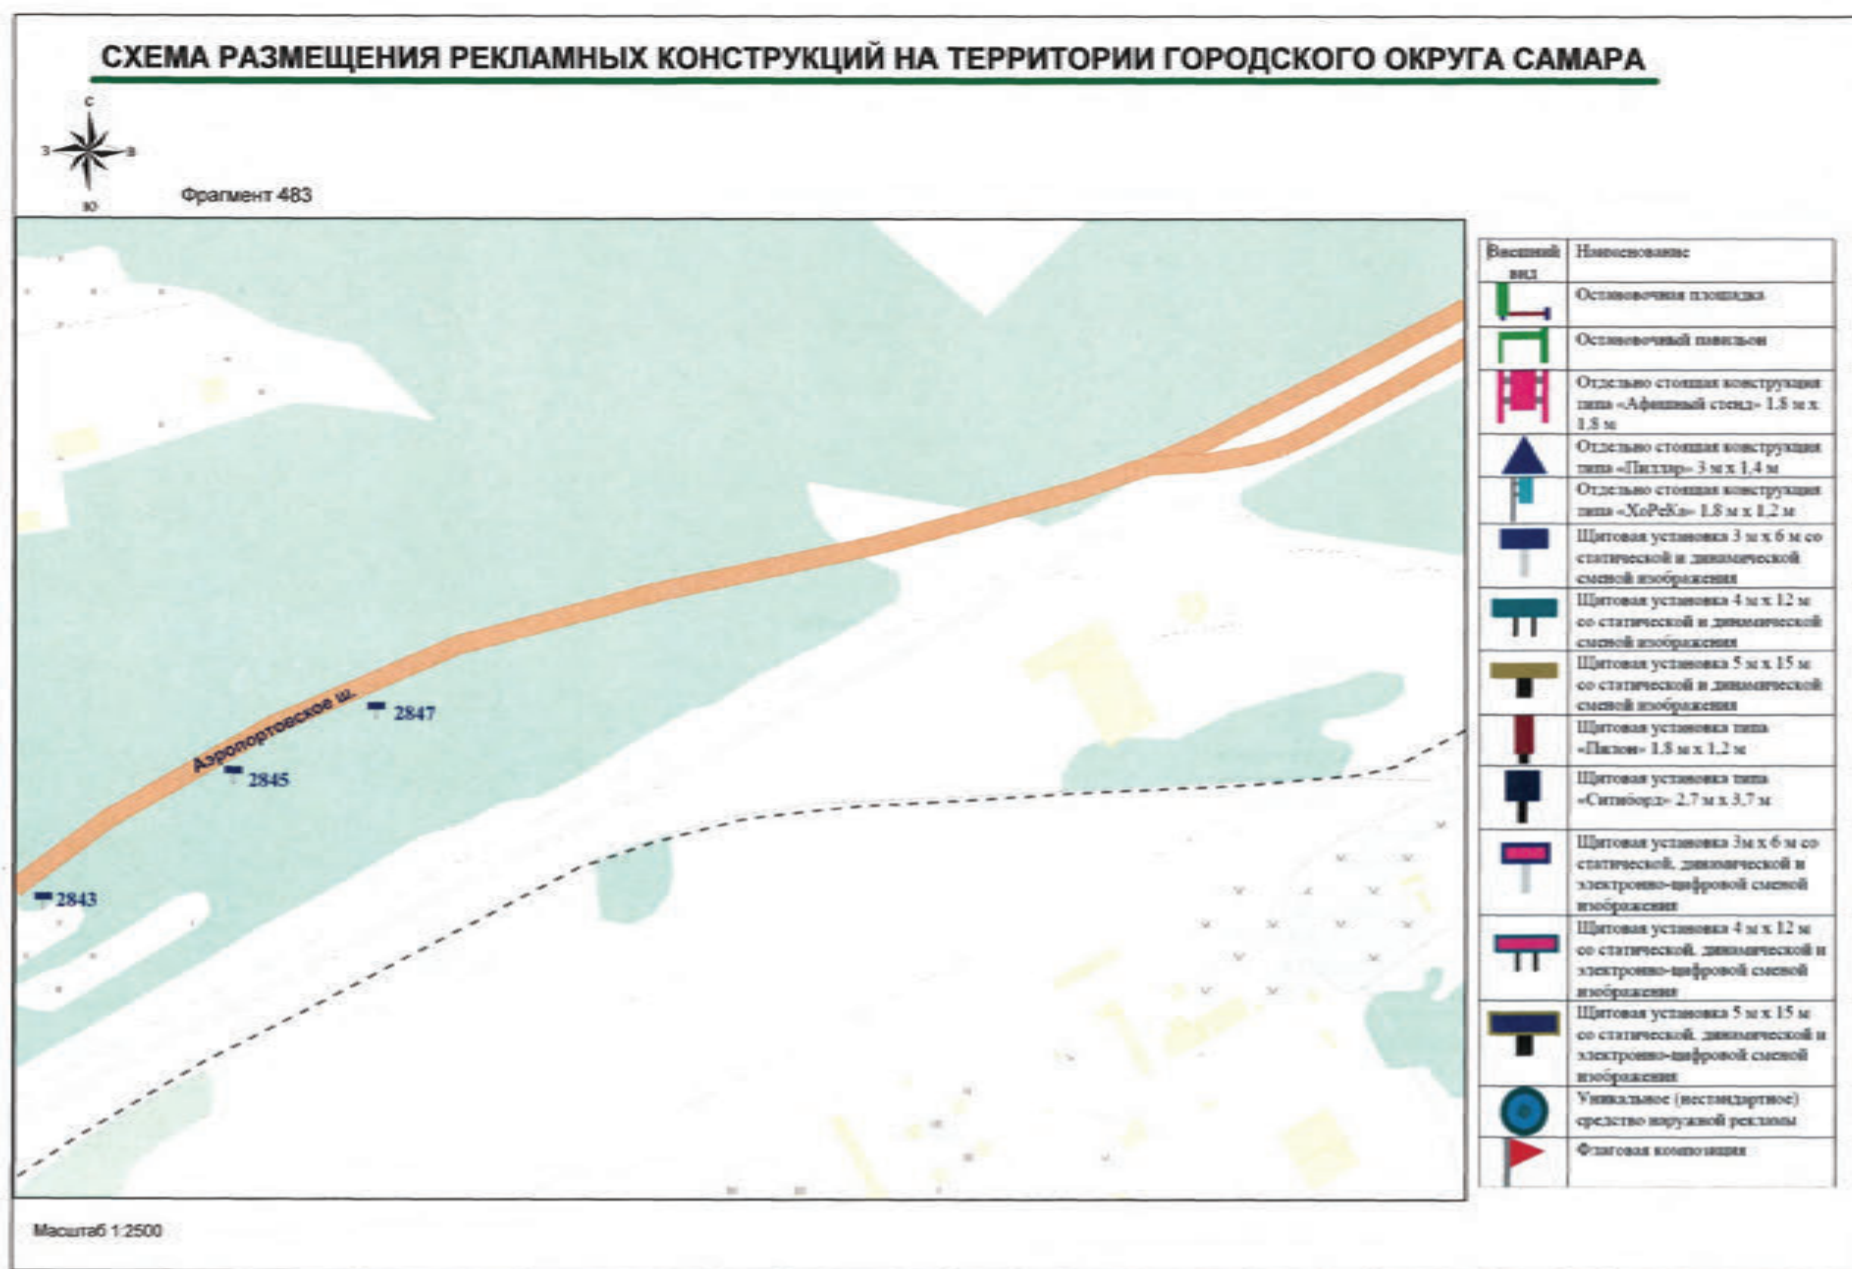 СХЕМА РАЗМЕЩЕНИЯ РЕКЛАМНЫХ КОНСТРУКЦИЙ НА ТЕРРИТОРИИ ГОРОДСКОГО ОКРУГА САМАРА
С
З
В
Ю
Фрагмент 483
Аэропортовское ш.
2847
2845
2843
Внешний вид
Наименование
Остановочная площадка
Остановочный павильон
Отдельно стоящая конструкция
типа «Афишный стенд» 1.8 м х
1.8 м
Отдельно стоящая конструкция
типа «Пиллар» 3 м х 1,4 м
Отдельно стоящая конструкция
типа «ХоРеКа» 1.8 м х 1,2 м
Щитовая установка 3 м х 6 м со
статической и динамической
сменой изображения
Щитовая установка 4 м х 12 м
со статической и динамической
сменой изображения
Щитовая установка 5 м х 15 м
со статической и динамической
сменой изображения
Щитовая установка типа
«Пилон» 1.8 м х 1,2 м
Щитовая установка типа
«Ситиборд» 2.7 м х 3,7 м
Щитовая установка 3м х 6 м со
статической, динамической и
электронно-цифровой сменой
изображения
Щитовая установка 4 м х 12 м
со статической, динамической и
электронно-цифровой сменой
изображения
Щитовая установка 5 м х 15 м
со статической, динамической и
электронно-цифровой сменой
изображения
Уникальное (нестандартное)
средство наружной рекламы
Флаговая композиция
Масштаб 1:2500